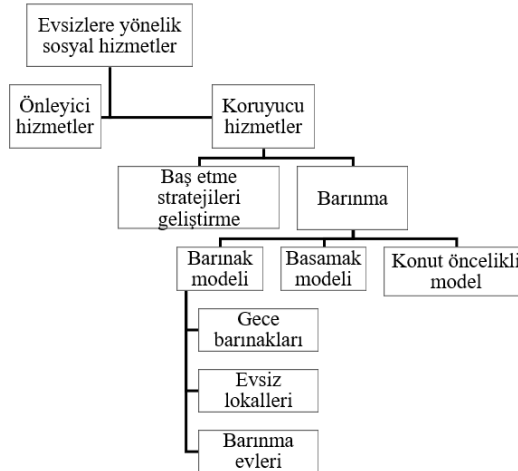 Evsizlere yönelik
sosyal hizmetler
Önleyici
hizmetler
Koruyucu
hizmetler
Baş etme
stratejileri
geliştirme
Barınma
Barınak
modeli
Basamak
modeli
Konut öncelikli
model
Gece
barınakları
Evsiz
lokalleri
Barınma
evleri